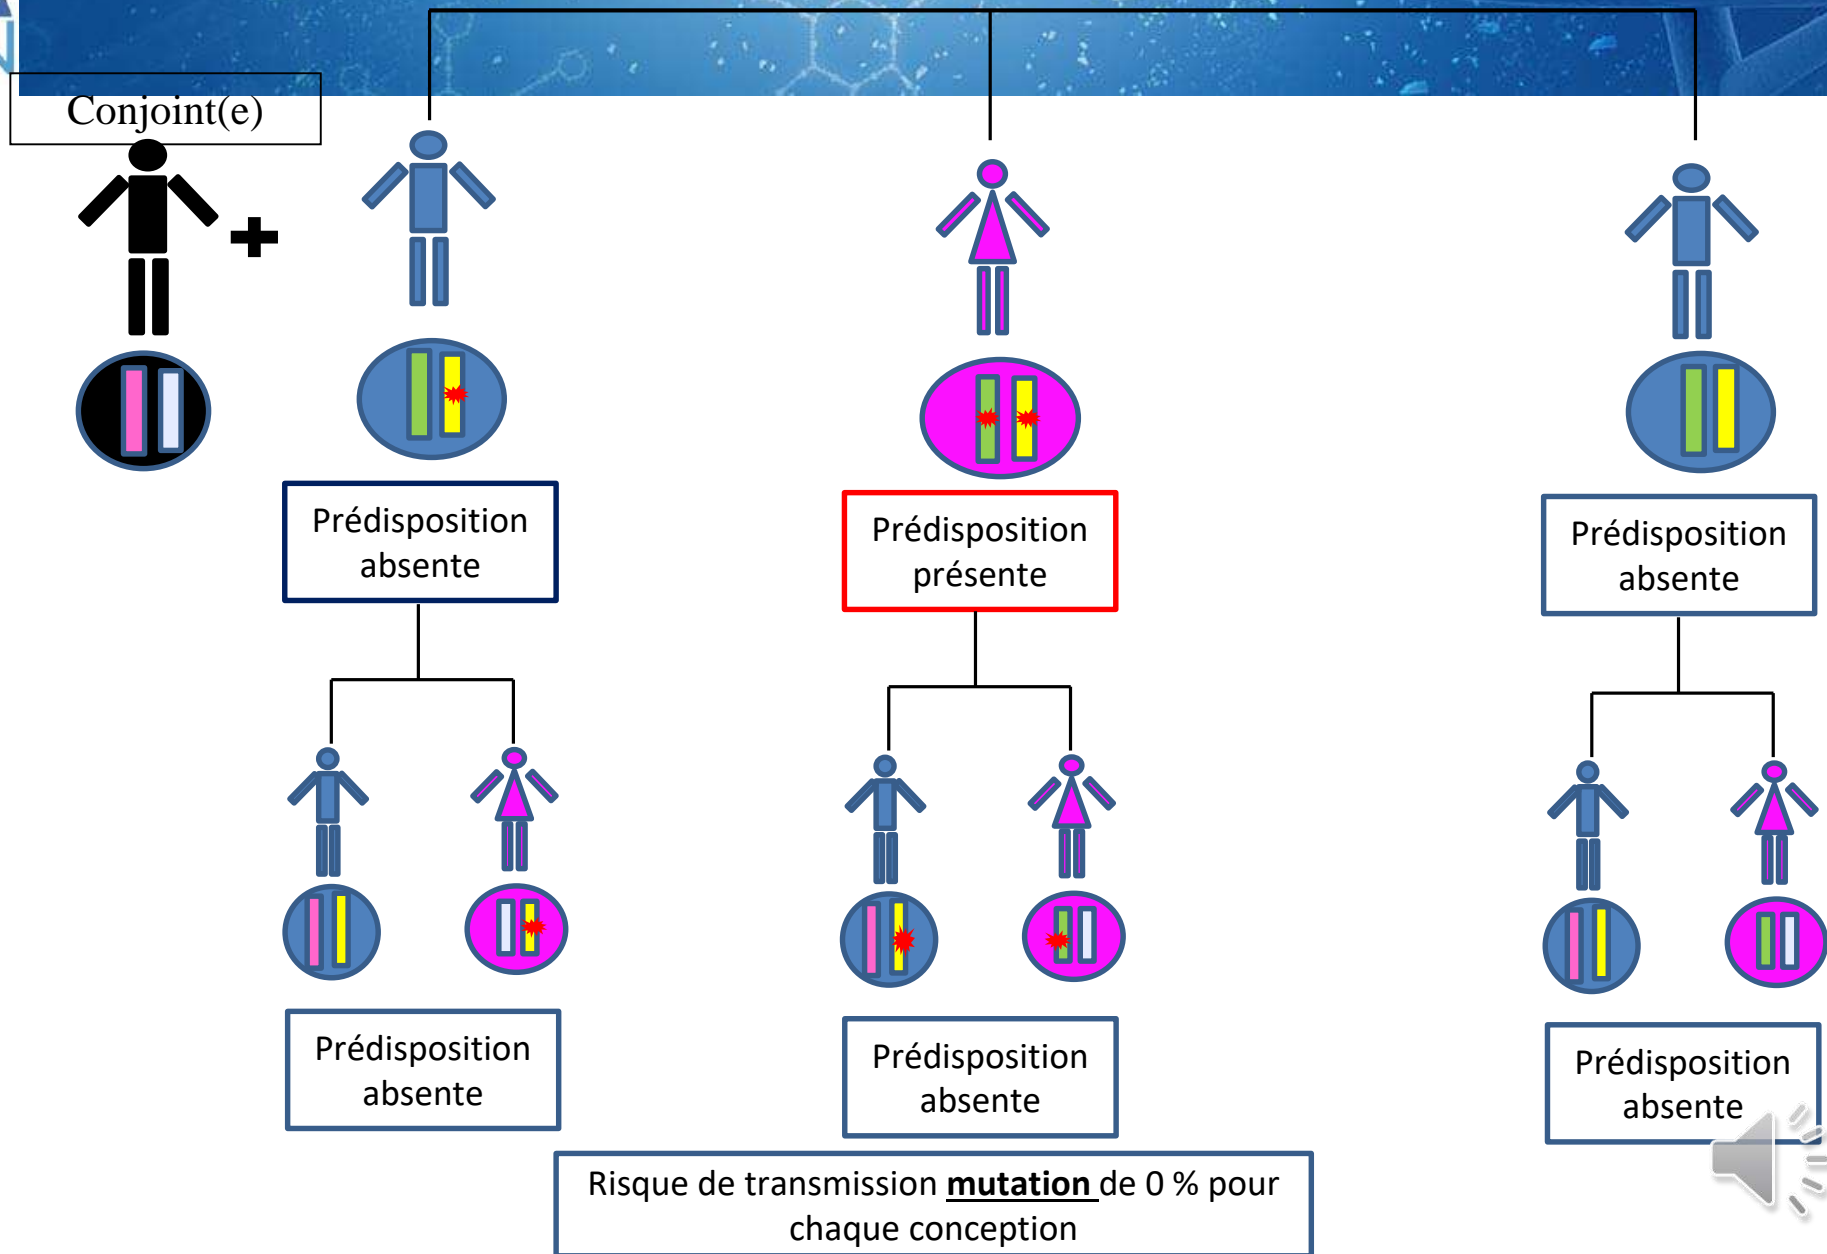 Conjoint(e)
Prédisposition
absente
Prédisposition
présente
Prédisposition
absente
Prédisposition
absente
Prédisposition
absente
Prédisposition
absente
Risque de transmission mutation de 0 % pour
chaque conception